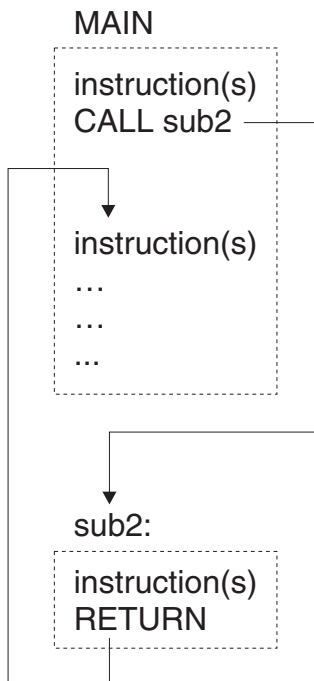 MAIN
instruction(s)
CALL sub2
instruction(s)
…
…
...
sub2:
instruction(s)
RETURN